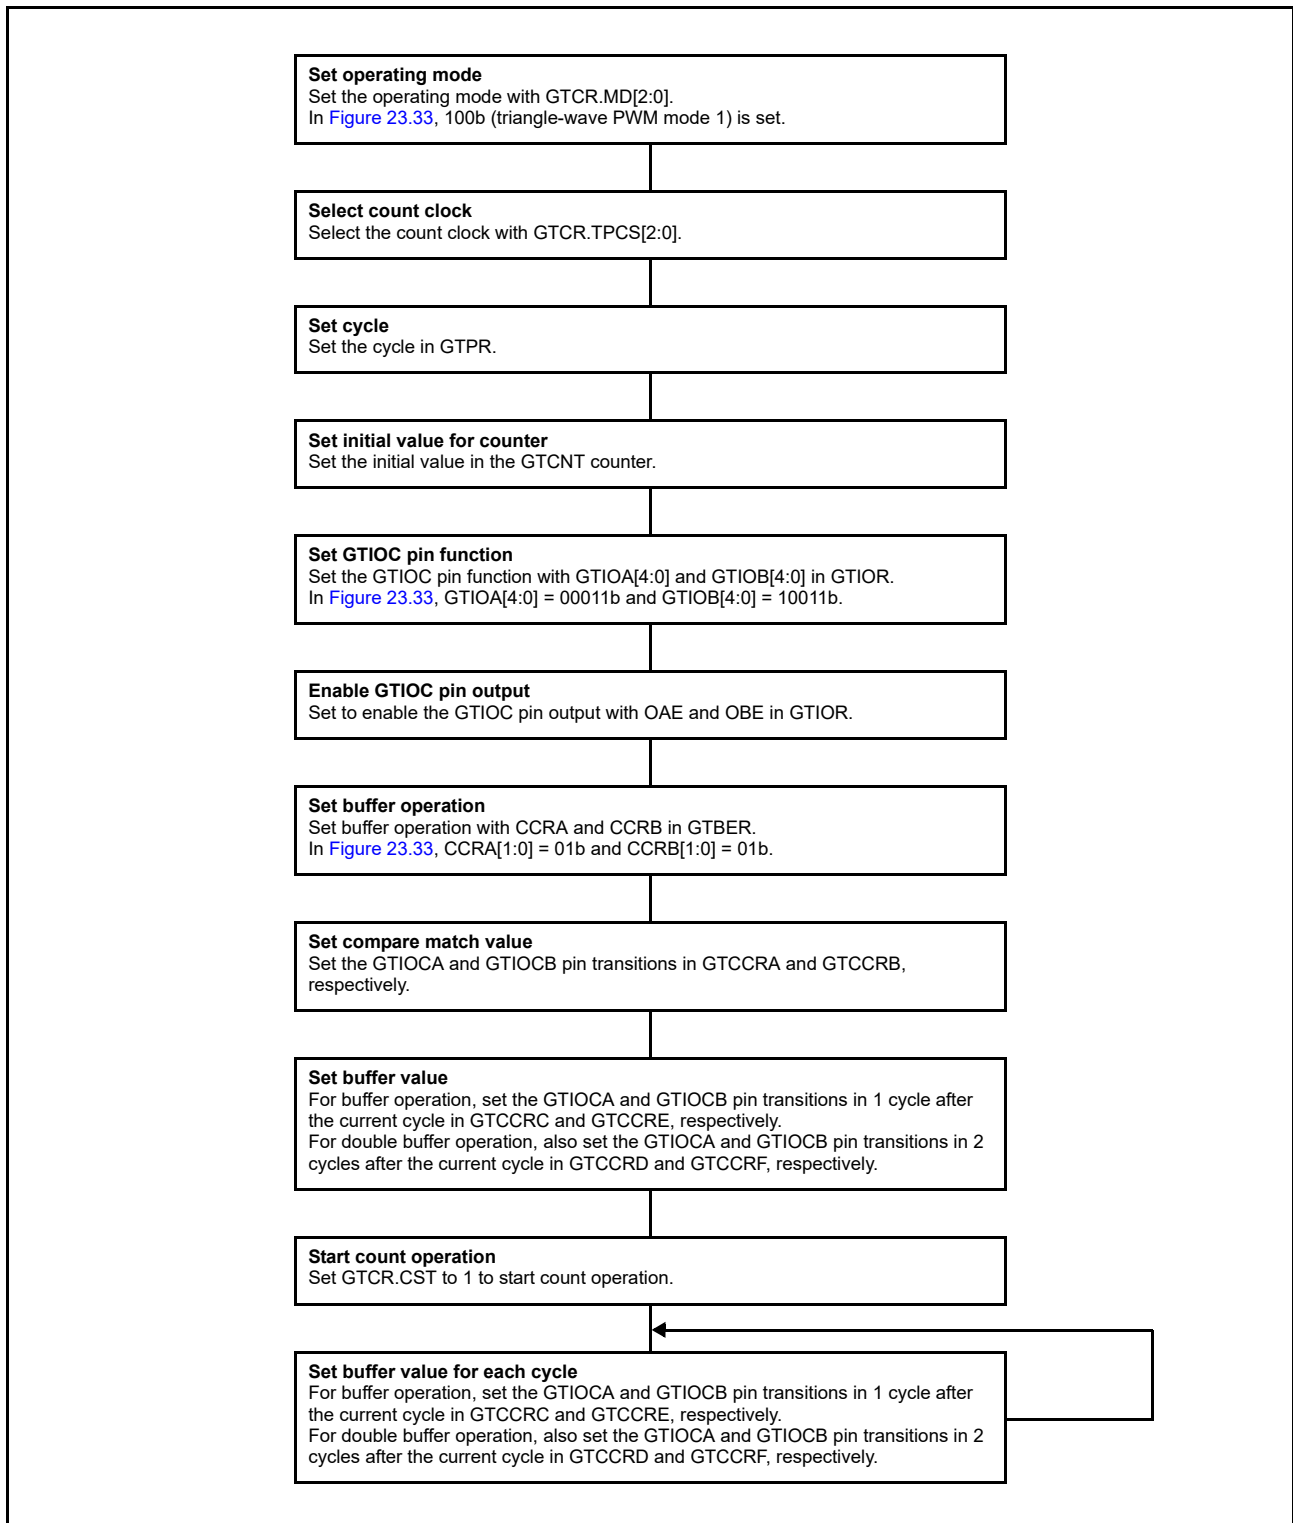 Set operating mode
Set the operating mode with GTCR.MD[2:0].
In Figure 23.33, 100b (triangle-wave PWM mode 1) is set.
Select count clock
Select the count clock with GTCR.TPCS[2:0].
Set cycle
Set the cycle in GTPR.
Set initial value for counter
Set the initial value in the GTCNT counter.
Set GTIOC pin function
Set the GTIOC pin function with GTIOA[4:0] and GTIOB[4:0] in GTIOR.
In Figure 23.33, GTIOA[4:0] = 00011b and GTIOB[4:0] = 10011b.
Enable GTIOC pin output
Set to enable the GTIOC pin output with OAE and OBE in GTIOR.
Set buffer operation
Set buffer operation with CCRA and CCRB in GTBER.
In Figure 23.33, CCRA[1:0] = 01b and CCRB[1:0] = 01b.
Set compare match value
Set the GTIOCA and GTIOCB pin transitions in GTCCRA and GTCCRB,
respectively.
Set buffer value
For buffer operation, set the GTIOCA and GTIOCB pin transitions in 1 cycle after
the current cycle in GTCCRC and GTCCRE, respectively.
For double buffer operation, also set the GTIOCA and GTIOCB pin transitions in 2
cycles after the current cycle in GTCCRD and GTCCRF, respectively.
Start count operation
Set GTCR.CST to 1 to start count operation.
Set buffer value for each cycle
For buffer operation, set the GTIOCA and GTIOCB pin transitions in 1 cycle after
the current cycle in GTCCRC and GTCCRE, respectively.
For double buffer operation, also set the GTIOCA and GTIOCB pin transitions in 2
cycles after the current cycle in GTCCRD and GTCCRF, respectively.